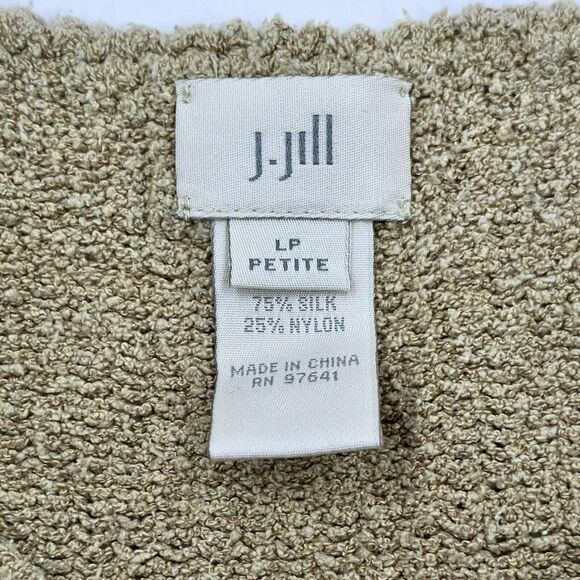 J.Jill
LP
PETITE
75% SILK
25% NYLON
MADE IN CHINA
RN 97641